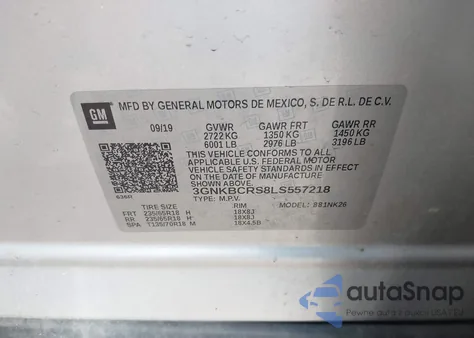 GM
MFD BY GENERAL MOTORS DE MEXICO, S. DE R.L. DE C.V.
09/19 GVWR GAWR FRT GAWR RR
2722 KG 1350 KG 1450 KG
6001 LB 2976 LB 3196 LB
THIS VEHICLE CONFORMS TO ALL
APPLICABLE U.S. FEDERAL MOTOR
VEHICLE SAFETY STANDARDS IN
EFFECT ON THE DATE OF
MANUFACTURE SHOWN ABOVE.
3GNKBCRS8LS557218
TYPE: M.P.V. MODEL: 881NK26
TIRE SIZE RIM
FRT 235/65R18 H 18X8J
RR 235/65R18 H 18X8J
SPA T135/70R18 M 18X4.5B
autaSnap
Pewne auto z